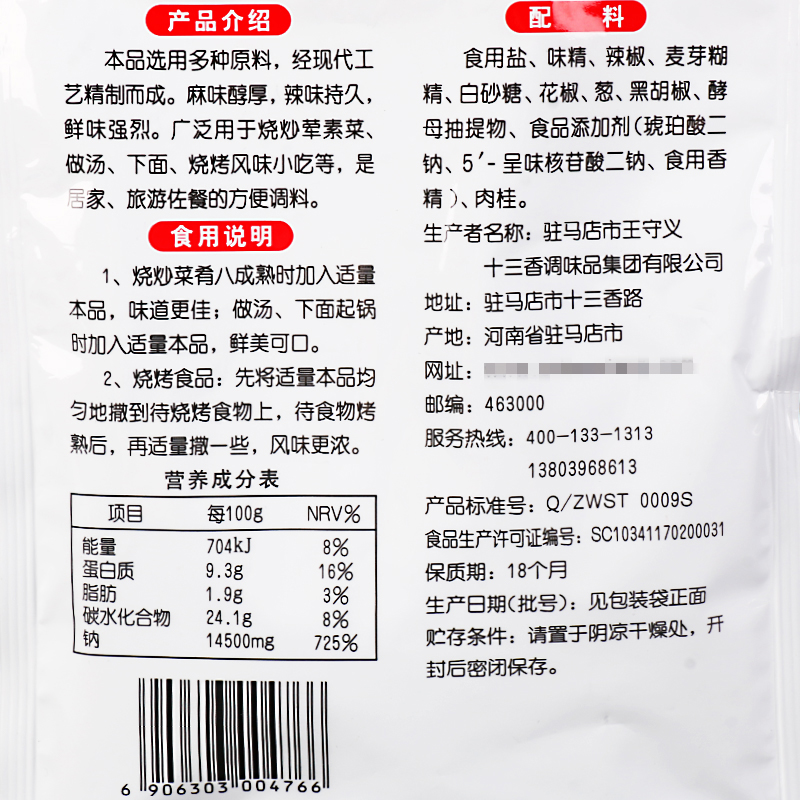 产品介绍
本品选用多种原料，经现代工
艺精制而成。麻味醇厚，辣味持久，
鲜味强烈。广泛用于烧炒荤素菜、
做汤、下面、烧烤风味小吃等，是
居家、旅游佐餐的方便调料。
食用说明
1、烧炒菜肴八成熟时加入适量
本品，味道更佳；做汤、下面起锅
时加入适量本品，鲜美可口。
2、烧烤食品：先将适量本品均
匀地撒到待烧烤食物上，待食物烤
熟后，再适量撒一些，风味更浓。
营养成分表
项目 每100g NRV%
能量 704kJ 8%
蛋白质 9.3g 16%
脂肪 1.9g 3%
碳水化合物 24.1g 8%
钠 14500mg 725%
6 906303 004766
配 料
食用盐、味精、辣椒、麦芽糊
精、白砂糖、花椒、葱、黑胡椒、酵
母抽提物、食品添加剂（琥珀酸二
钠、5′-呈味核苷酸二钠、食用香
精）、肉桂。
生产者名称：驻马店市王守义
十三香调味品集团有限公司
地址：驻马店市十三香路
产地：河南省驻马店市
网址：
邮编：463000
服务热线：400-133-1313
13803968613
产品标准号：Q/ZWST 0009S
食品生产许可证编号：SC10341170200031
保质期：18个月
生产日期(批号)：见包装袋正面
贮存条件：请置于阴凉干燥处，开
封后密闭保存。